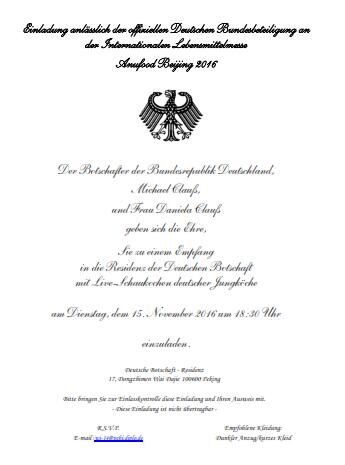 Einladung anlässlich der offiziellen Deutschen Bundesbeteiligung an
der Internationalen Lebensmittelmesse
Anufood Beijing 2016
Der Botschafter der Bundesrepublik Deutschland,
Michael Clauß,
und Frau Daniela Clauß
geben sich die Ehre,
Sie zu einem Empfang
in die Residenz der Deutschen Botschaft
mit Live-Schaukochen deutscher Jungköche
am Dienstag, dem 15. November 2016 um 18:30 Uhr
einzuladen.
Deutsche Botschaft - Residenz
17, Dongzhimen Wai Dajie 100600 Peking
Bitte bringen Sie zur Einlasskontrolle diese Einladung und Ihren Ausweis mit.
- Diese Einladung ist nicht übertragbar -
R.S.V.P. Empfohlene Kleidung:
E-mail : Dunkler Anzug/kurzes Kleid